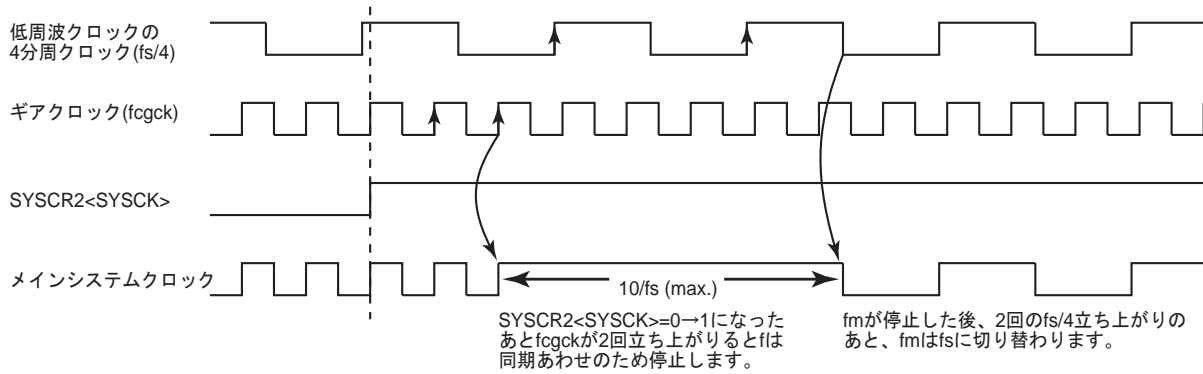 低周波クロックの
4分周クロック(fs/4)
ギアクロック(fcgck)
SYSCR2<SYSCK>
メインシステムクロック
10/fs (max.)
SYSCR2<SYSCK>=0→1になった
あとfcgckが2回立ち上がりるとfは
同期あわせのため停止します。
fmが停止した後、2回のfs/4立ち上がりの
あと、fmはfsに切り替わります。